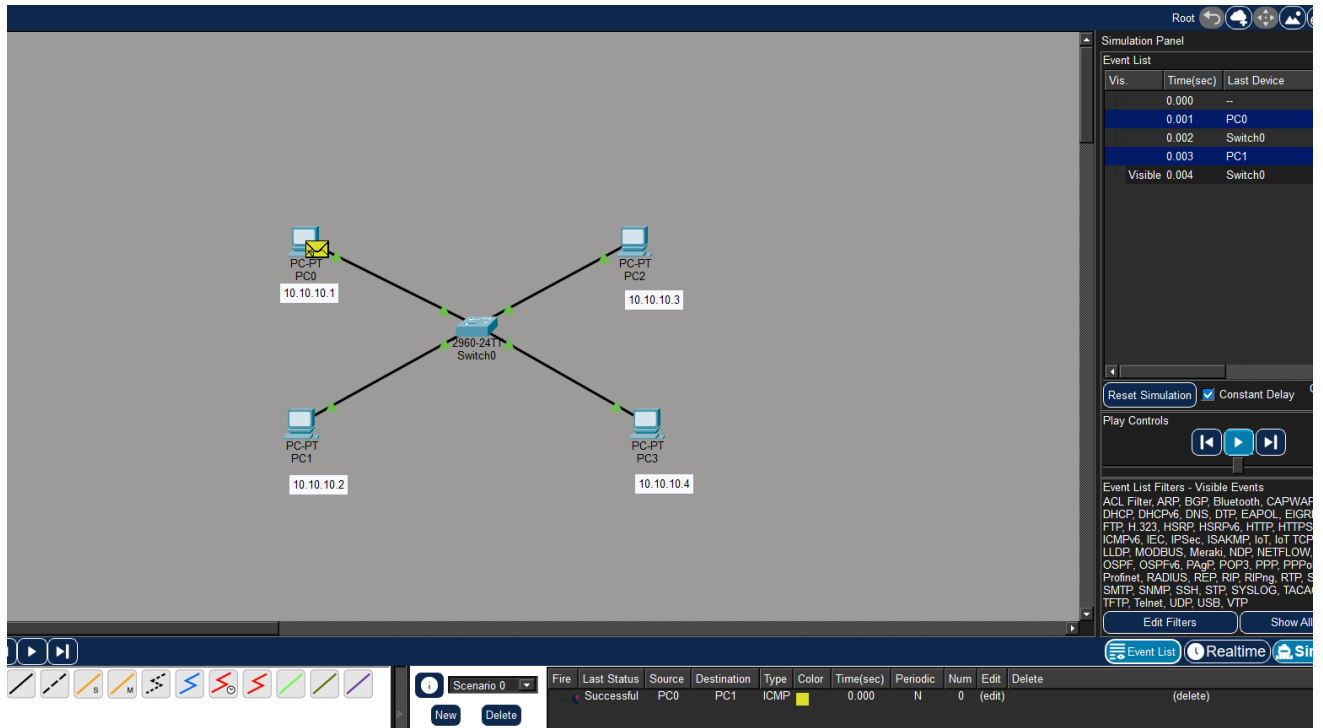 Root
Simulation Panel
Event List
Vis. Time(sec) Last Device
0.000 --
0.001 PC0
0.002 Switch0
0.003 PC1
Visible 0.004 Switch0
PC-PT
PC0
10.10.10.1
PC-PT
PC2
10.10.10.3
2960-24TT
Switch0
PC-PT
PC1
10.10.10.2
PC-PT
PC3
10.10.10.4
Reset Simulation Constant Delay
Play Controls
Event List Filters - Visible Events
ACL Filter, ARP, BGP, Bluetooth, CAPWAP
DHCP, DHCPv6, DNS, DTP, EAPOL, EIGR
FTP, H.323, HSRP, HSRPv6, HTTP, HTTPS
ICMPv6, IEC, IPSec, ISAKMP, IoT, IoT TCP
LLDP, MODBUS, Meraki, NDP, NETFLOW,
OSPF, OSPFv6, PAgP, POP3, PPP, PPPo
Profinet, RADIUS, REP, RIP, RIPng, RTP, S
SMTP, SNMP, SSH, STP, SYSLOG, TACA
TFTP, Telnet, UDP, USB, VTP
Edit Filters Show All
Event List Realtime Sim
S M
Scenario 0
New Delete
Fire Last Status Source Destination Type Color Time(sec) Periodic Num Edit Delete
Successful PC0 PC1 ICMP 0.000 N 0 (edit) (delete)